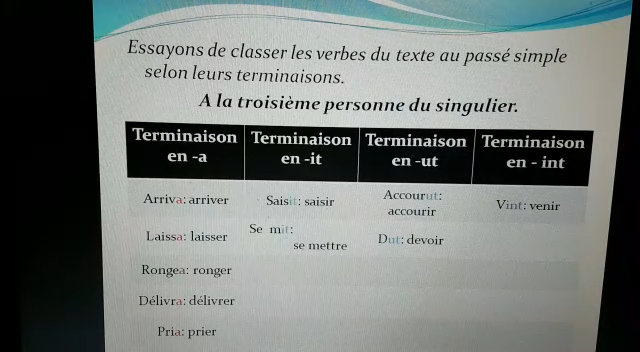 Essayons de classer les verbes du texte au passé simple
selon leurs terminaisons.
A la troisième personne du singulier.
Terminaison en -a Terminaison en -it Terminaison en -ut Terminaison en - int
Arriva: arriver Saisit: saisir Accourut: accourir Vint: venir
Laissa: laisser Se mit: se mettre Dut: devoir
Rongea: ronger
Délivra: délivrer
Pria: prier